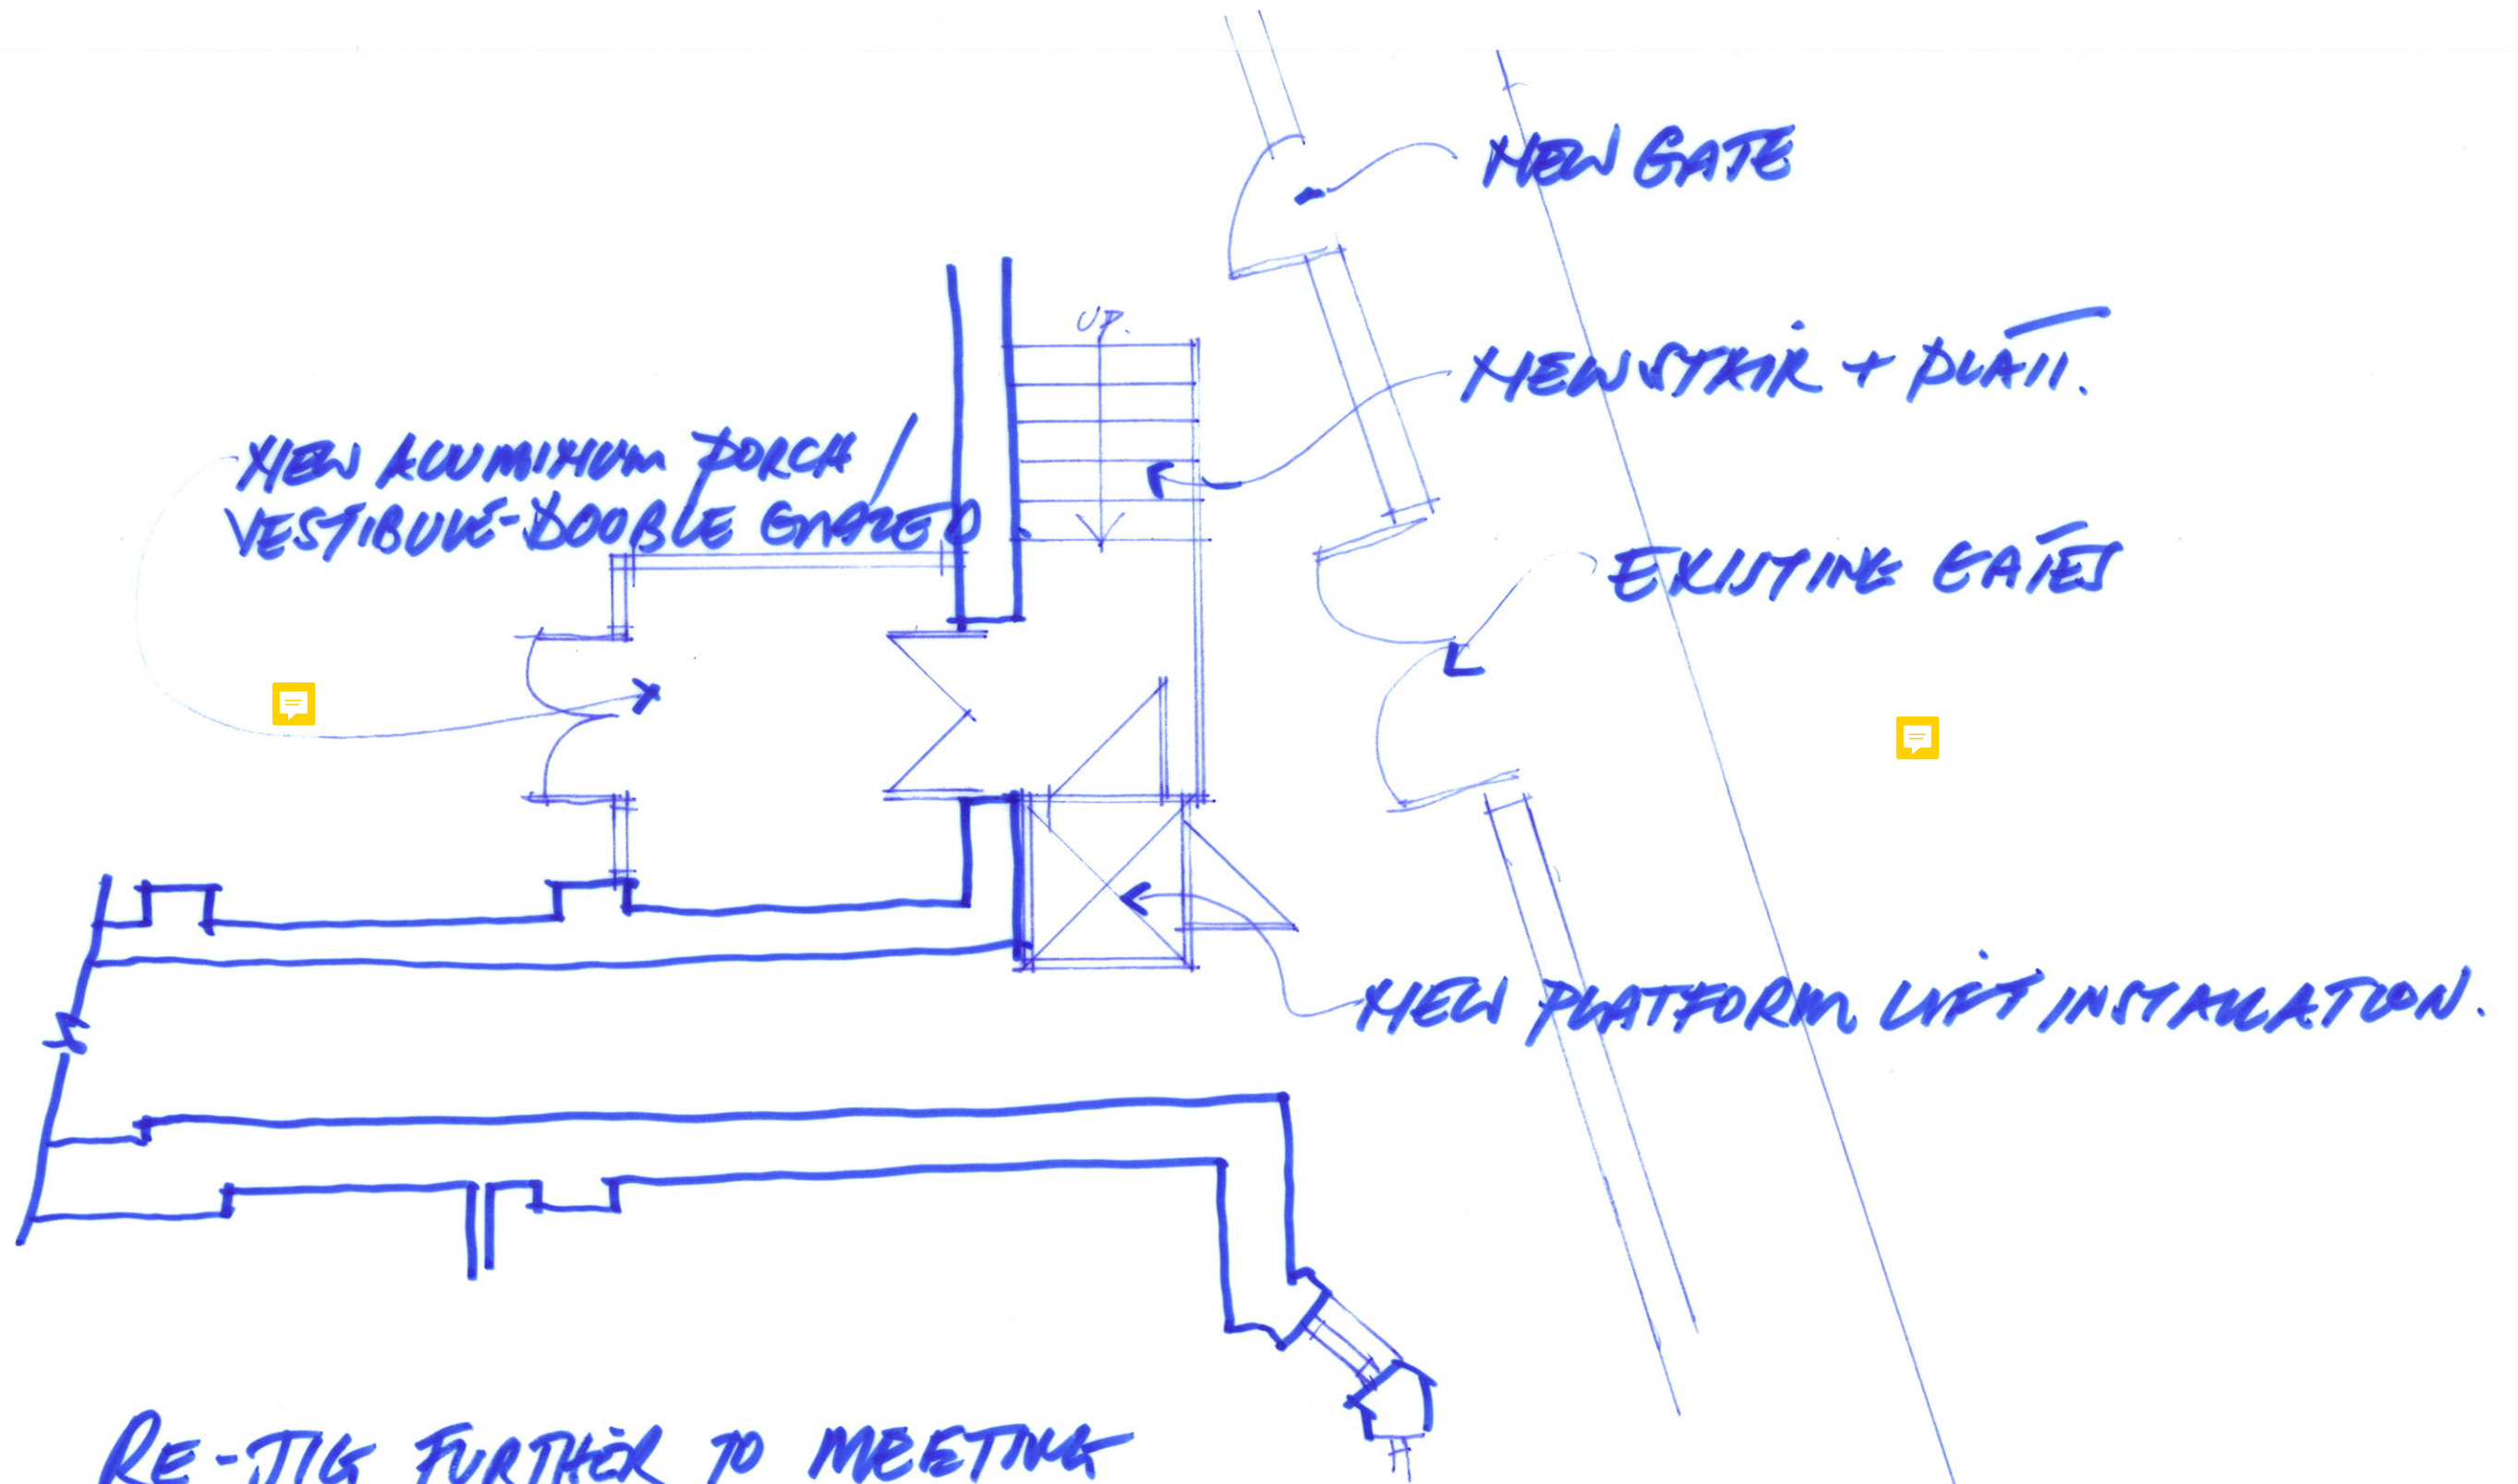 NEW GATE
UP.
NEW STAIR + PLATT.
NEW ALUMINIUM PORCH /
VESTIBULE - DOUBLE GLAZED
EXISTING GATES
NEW PLATFORM LIFT INSTALLATION.
RE-JIG FURTHER TO MEETING